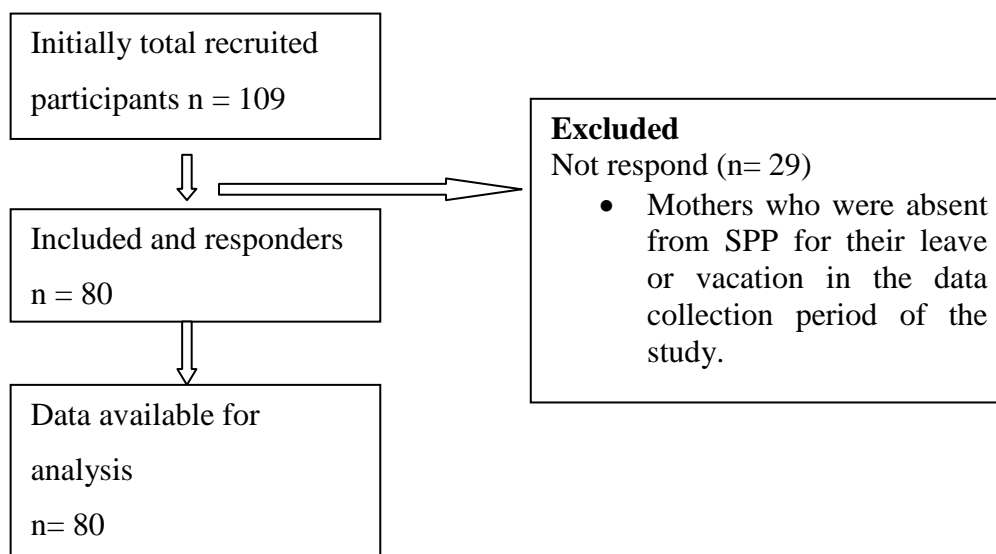 Initially total recruited
participants n = 109
Excluded
Not respond (n= 29)
• Mothers who were absent
from SPP for their leave
or vacation in the data
collection period of the
study.
Included and responders
n = 80
Data available for
analysis
n= 80